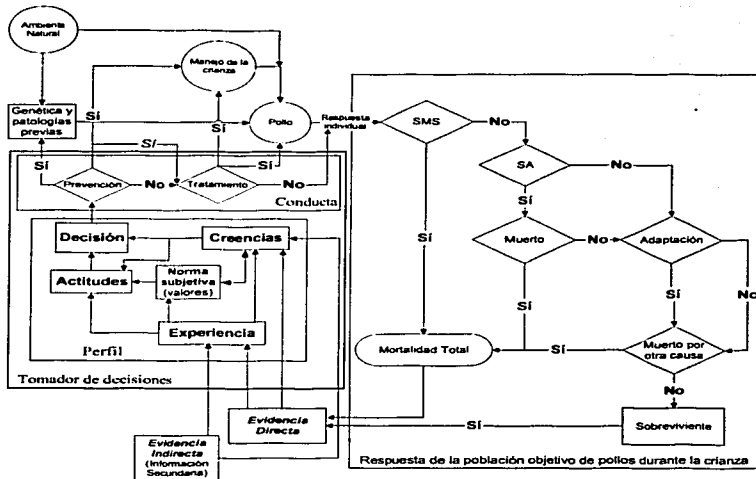 Ambiente
Natural
Manejo de la
crianza
Genética y
patologías
previas
Sí
Sí
Pollo
Respuesta
individual
SMS
No
Sí
Sí
Sí
Sí
SA
No
Prevención
No
Tratamiento
No
Conducta
Sí
Sí
Decisión
Creencias
Muerto
No
Adaptación
Actitudes
Norma
subjetiva
(valores)
Sí
Sí
No
Experiencia
Perfil
Mortalidad Total
Sí
Muerto por
otra causa
Tomador de decisiones
No
Evidencia
Directa
Sí
Sobreviviente
Evidencia
Indirecta
(Información
Secundaria)
Respuesta de la población objetivo de pollos durante la crianza